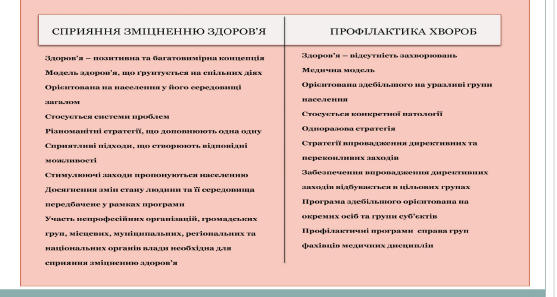 СПРИЯННЯ ЗМІЦНЕННЮ ЗДОРОВ'Я
Здоров'я – позитивна та багатовимірна концепція
Модель здоров'я, що ґрунтується на спільних діях
Орієнтована на населення у його середовищі
загалом
Стосується системи проблем
Різноманітні стратегії, що доповнюють одна одну
Сприятливі підходи, що створюють відповідні
можливості
Стимулюючі заходи пропонуються населенню
Досягнення змін стану людини та її середовища
передбачене у рамках програми
Участь непрофесійних організацій, громадських
груп, місцевих, муніципальних, регіональних та
національних органів влади необхідна для
сприяння зміцненню здоров'я
ПРОФІЛАКТИКА ХВОРОБ
Здоров'я – відсутність захворювань
Медична модель
Орієнтована здебільшого на уразливі групи
населення
Стосується конкретної патології
Одноразова стратегія
Стратегії впровадження директивних та
переконливих заходів
Забезпечення впровадження директивних
заходів відбувається в цільових групах
Програма здебільшого орієнтована на
окремих осіб та групи суб'єктів
Профілактичні програми справа груп
фахівців медичних дисциплін